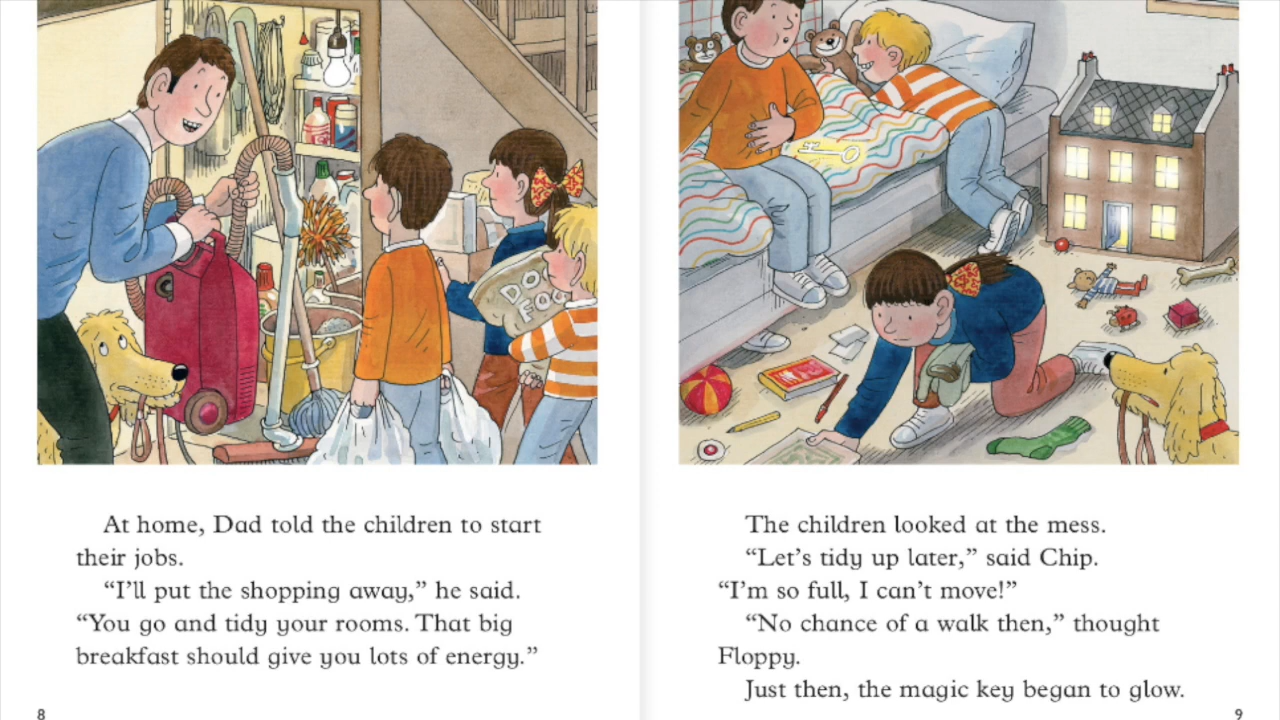 DOG
FOO
At home, Dad told the children to start
their jobs.
“I’ll put the shopping away,” he said.
“You go and tidy your rooms. That big
breakfast should give you lots of energy.”
8
The children looked at the mess.
“Let’s tidy up later,” said Chip.
“I’m so full, I can’t move!”
“No chance of a walk then,” thought
Floppy.
Just then, the magic key began to glow.
9